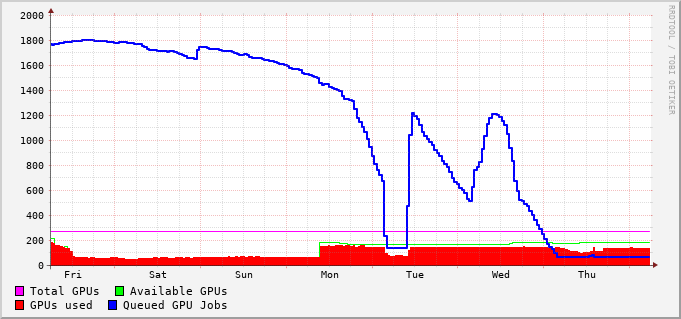 2000
1800
1600
1400
1200
1000
800
600
400
200
0
Fri Sat Sun Mon Tue Wed Thu
Total GPUs Available GPUs
GPUs used Queued GPU Jobs
RRDTOOL / TOBI OETIKER